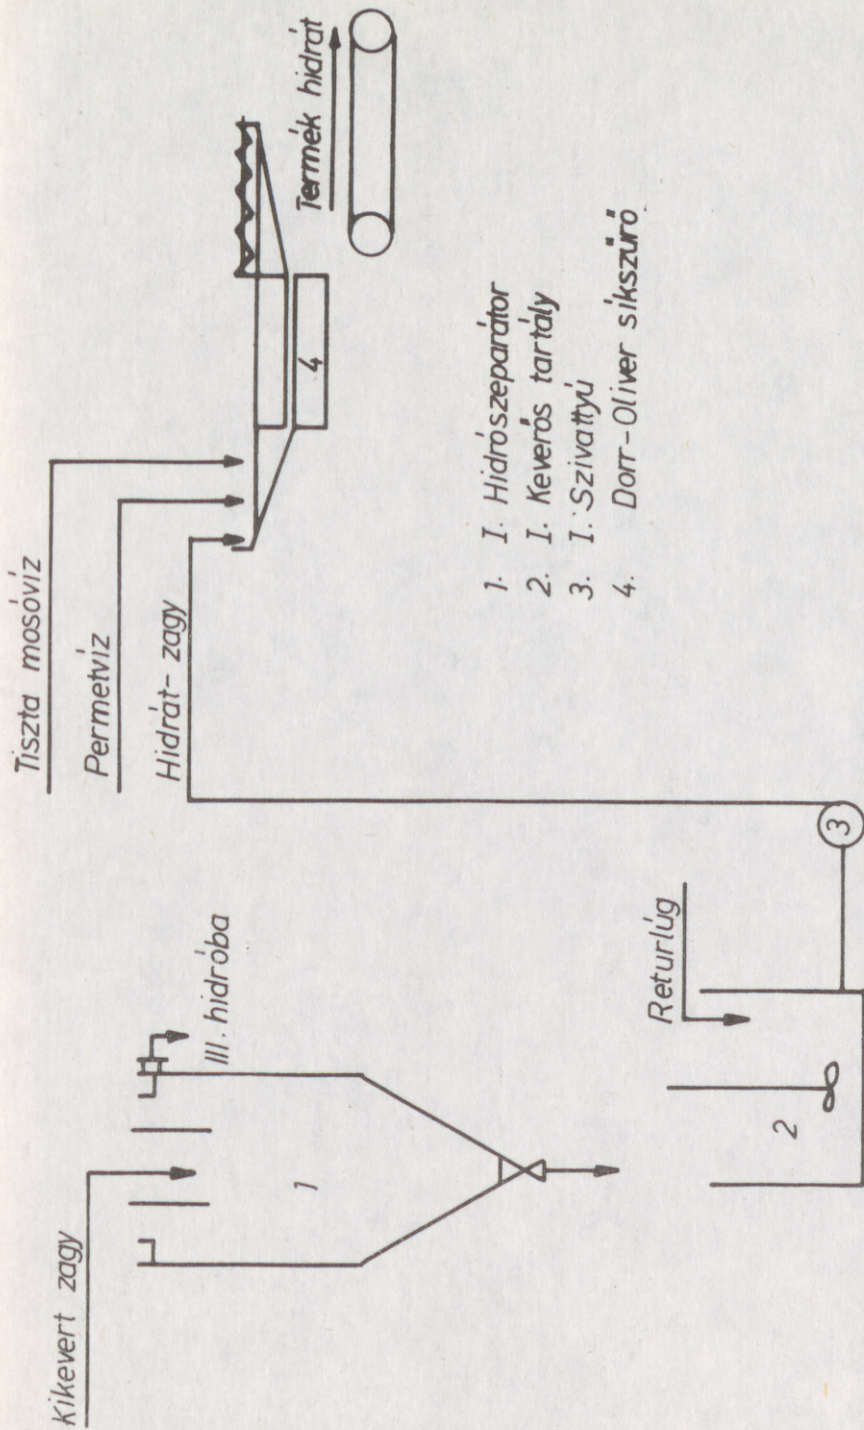 Kikevert zagy
III. hidróba
1
Returlúg
2
3
Tiszta mosóvíz
Permetvíz
Hidrát-zagy
4
Termék hidrát
1. I. Hidroszeparátor
2. I. Keverős tartály
3. I. Szivattyú
4. Dorr-Oliver síkszűrő